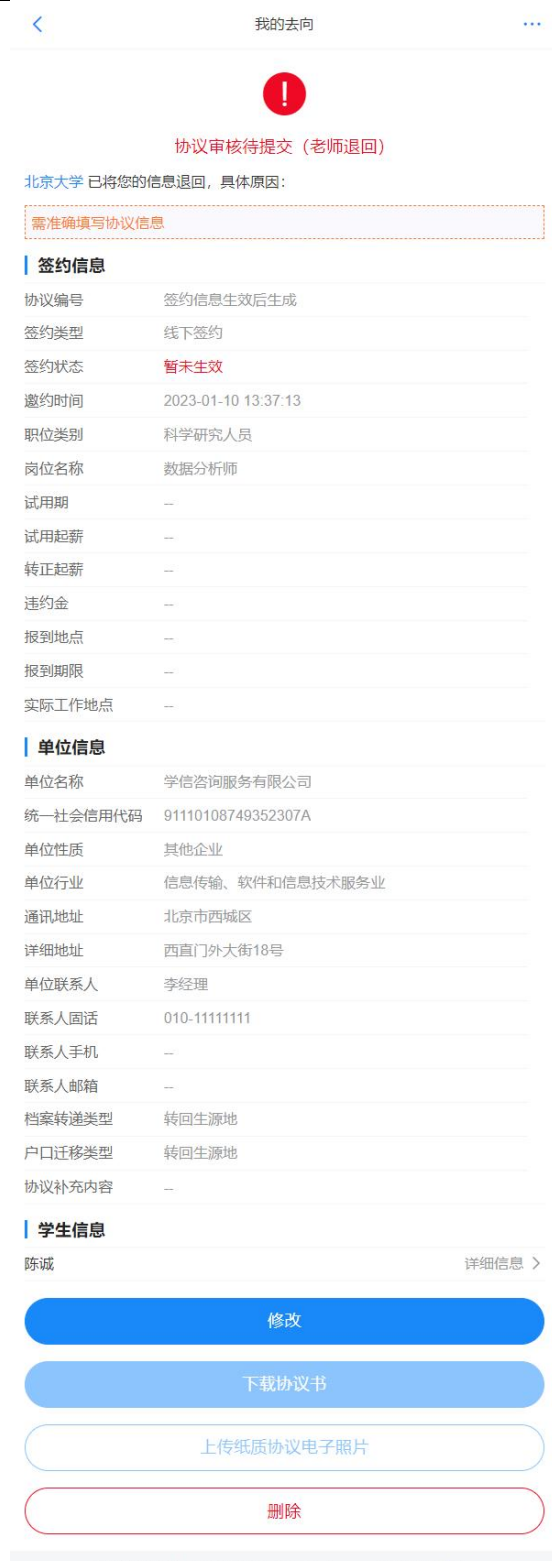 我的去向
协议审核待提交（老师退回）
北京大学 已将您的信息退回，具体原因：
需准确填写协议信息
签约信息
协议编号 签约信息生效后生成
签约类型 线下签约
签约状态 暂未生效
邀约时间 2023-01-10 13:37:13
职位类别 科学研究人员
岗位名称 数据分析师
试用期 --
试用起薪 --
转正起薪 --
违约金 --
报到地点 --
报到期限 --
实际工作地点 --
单位信息
单位名称 学信咨询服务有限公司
统一社会信用代码 91110108749352307A
单位性质 其他企业
单位行业 信息传输、软件和信息技术服务业
通讯地址 北京市西城区
详细地址 西直门外大街18号
单位联系人 李经理
联系人固话 010-11111111
联系人手机 --
联系人邮箱 --
档案转递类型 转回生源地
户口迁移类型 转回生源地
协议补充内容 --
学生信息
陈诚 详细信息
修改
下载协议书
上传纸质协议电子照片
删除